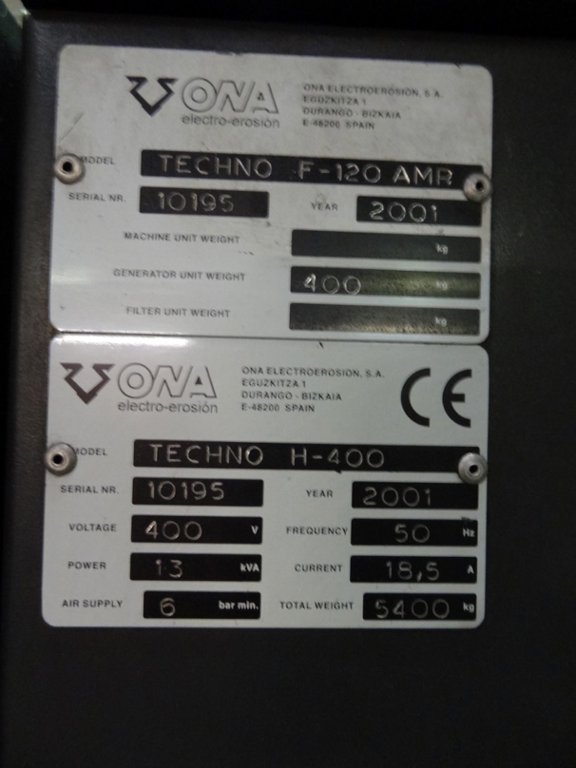 ONA
electro-erosión
ONA ELECTROEROSION, S.A.
EGUZKITZA 1
DURANGO - BIZKAIA
E-48200 SPAIN
MODEL TECHNO F-120 AMR
SERIAL NR. 10195 YEAR 2001
MACHINE UNIT WEIGHT kg
GENERATOR UNIT WEIGHT 400 kg
FILTER UNIT WEIGHT kg
ONA
electro-erosión
ONA ELECTROEROSION, S.A.
EGUZKITZA 1
DURANGO - BIZKAIA
E-48200 SPAIN
CE
MODEL TECHNO H-400
SERIAL NR. 10195 YEAR 2001
VOLTAGE 400 V FREQUENCY 50 Hz
POWER 13 kVA CURRENT 18,5 A
AIR SUPPLY 6 bar min. TOTAL WEIGHT 5400 kg